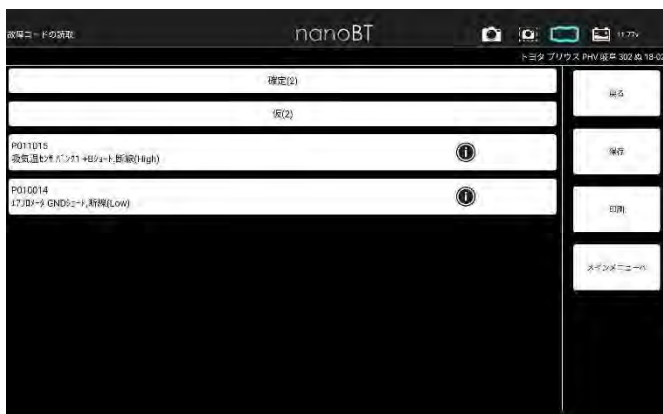 故障コードの読取
nanoBT
11.77v
トヨタ プリウス PHV 岐阜 302 ぬ 18-02
確定(2)
仮(2)
P011015
吸気温センサ バンク1 +Bショート,断線(High)
P010014
エアフロメータ GNDショート,断線(Low)
戻る
保存
印刷
メインメニューへ